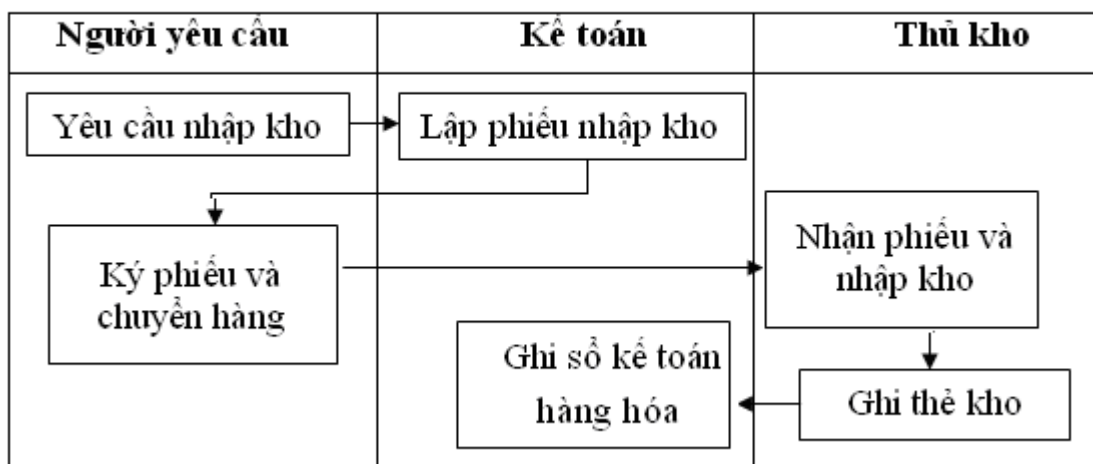 Người yêu cầu
Kế toán
Thủ kho
Yêu cầu nhập kho
Lập phiếu nhập kho
Ký phiếu và
chuyển hàng
Nhận phiếu và
nhập kho
Ghi sổ kế toán
hàng hóa
Ghi thẻ kho